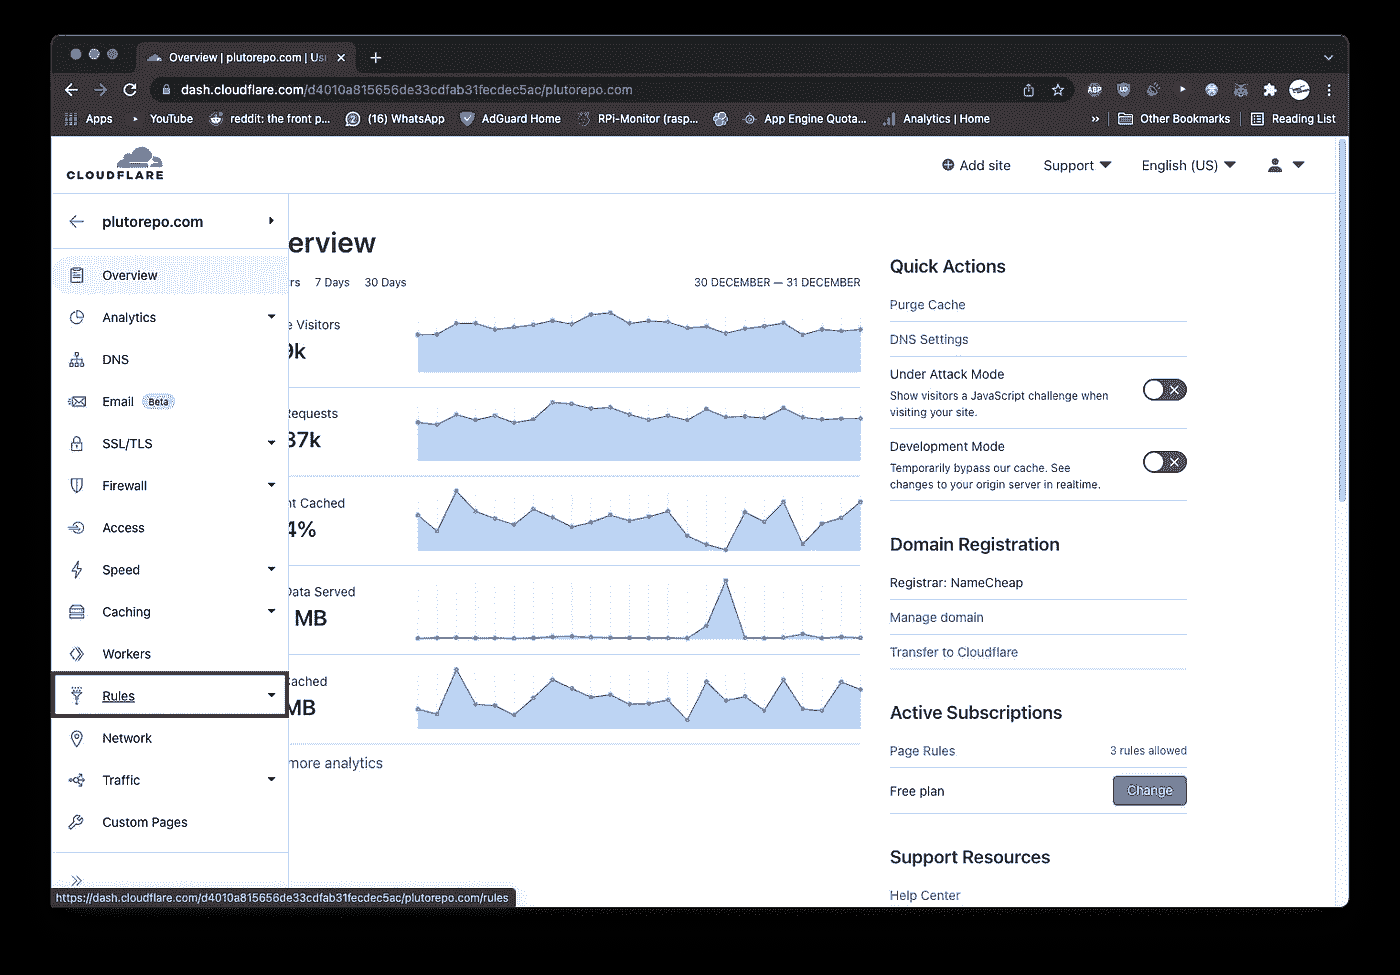 Overview | plutorepo.com | Us
dash.cloudflare.com/d4010a815656de33cdfab31fecdec5ac/plutorepo.com
ABP
Apps YouTube reddit: the front p... (16) WhatsApp AdGuard Home RPi-Monitor (rasp... App Engine Quota... Analytics | Home » Other Bookmarks Reading List
CLOUDFLARE
Add site Support English (US)
plutorepo.com
Overview
Analytics
DNS
Email Beta
SSL/TLS
Firewall
Access
Speed
Caching
Workers
Rules
Network
Traffic
Custom Pages
https://dash.cloudflare.com/d4010a815656de33cdfab31fecdec5ac/plutorepo.com/rules
erview
rs 7 Days 30 Days 30 DECEMBER — 31 DECEMBER
e Visitors
9k
Requests
37k
nt Cached
4%
Data Served
MB
Cached
MB
more analytics
Quick Actions
Purge Cache
DNS Settings
Under Attack Mode
Show visitors a JavaScript challenge when
visiting your site.
Development Mode
Temporarily bypass our cache. See
changes to your origin server in realtime.
Domain Registration
Registrar: NameCheap
Manage domain
Transfer to Cloudflare
Active Subscriptions
Page Rules 3 rules allowed
Free plan Change
Support Resources
Help Center